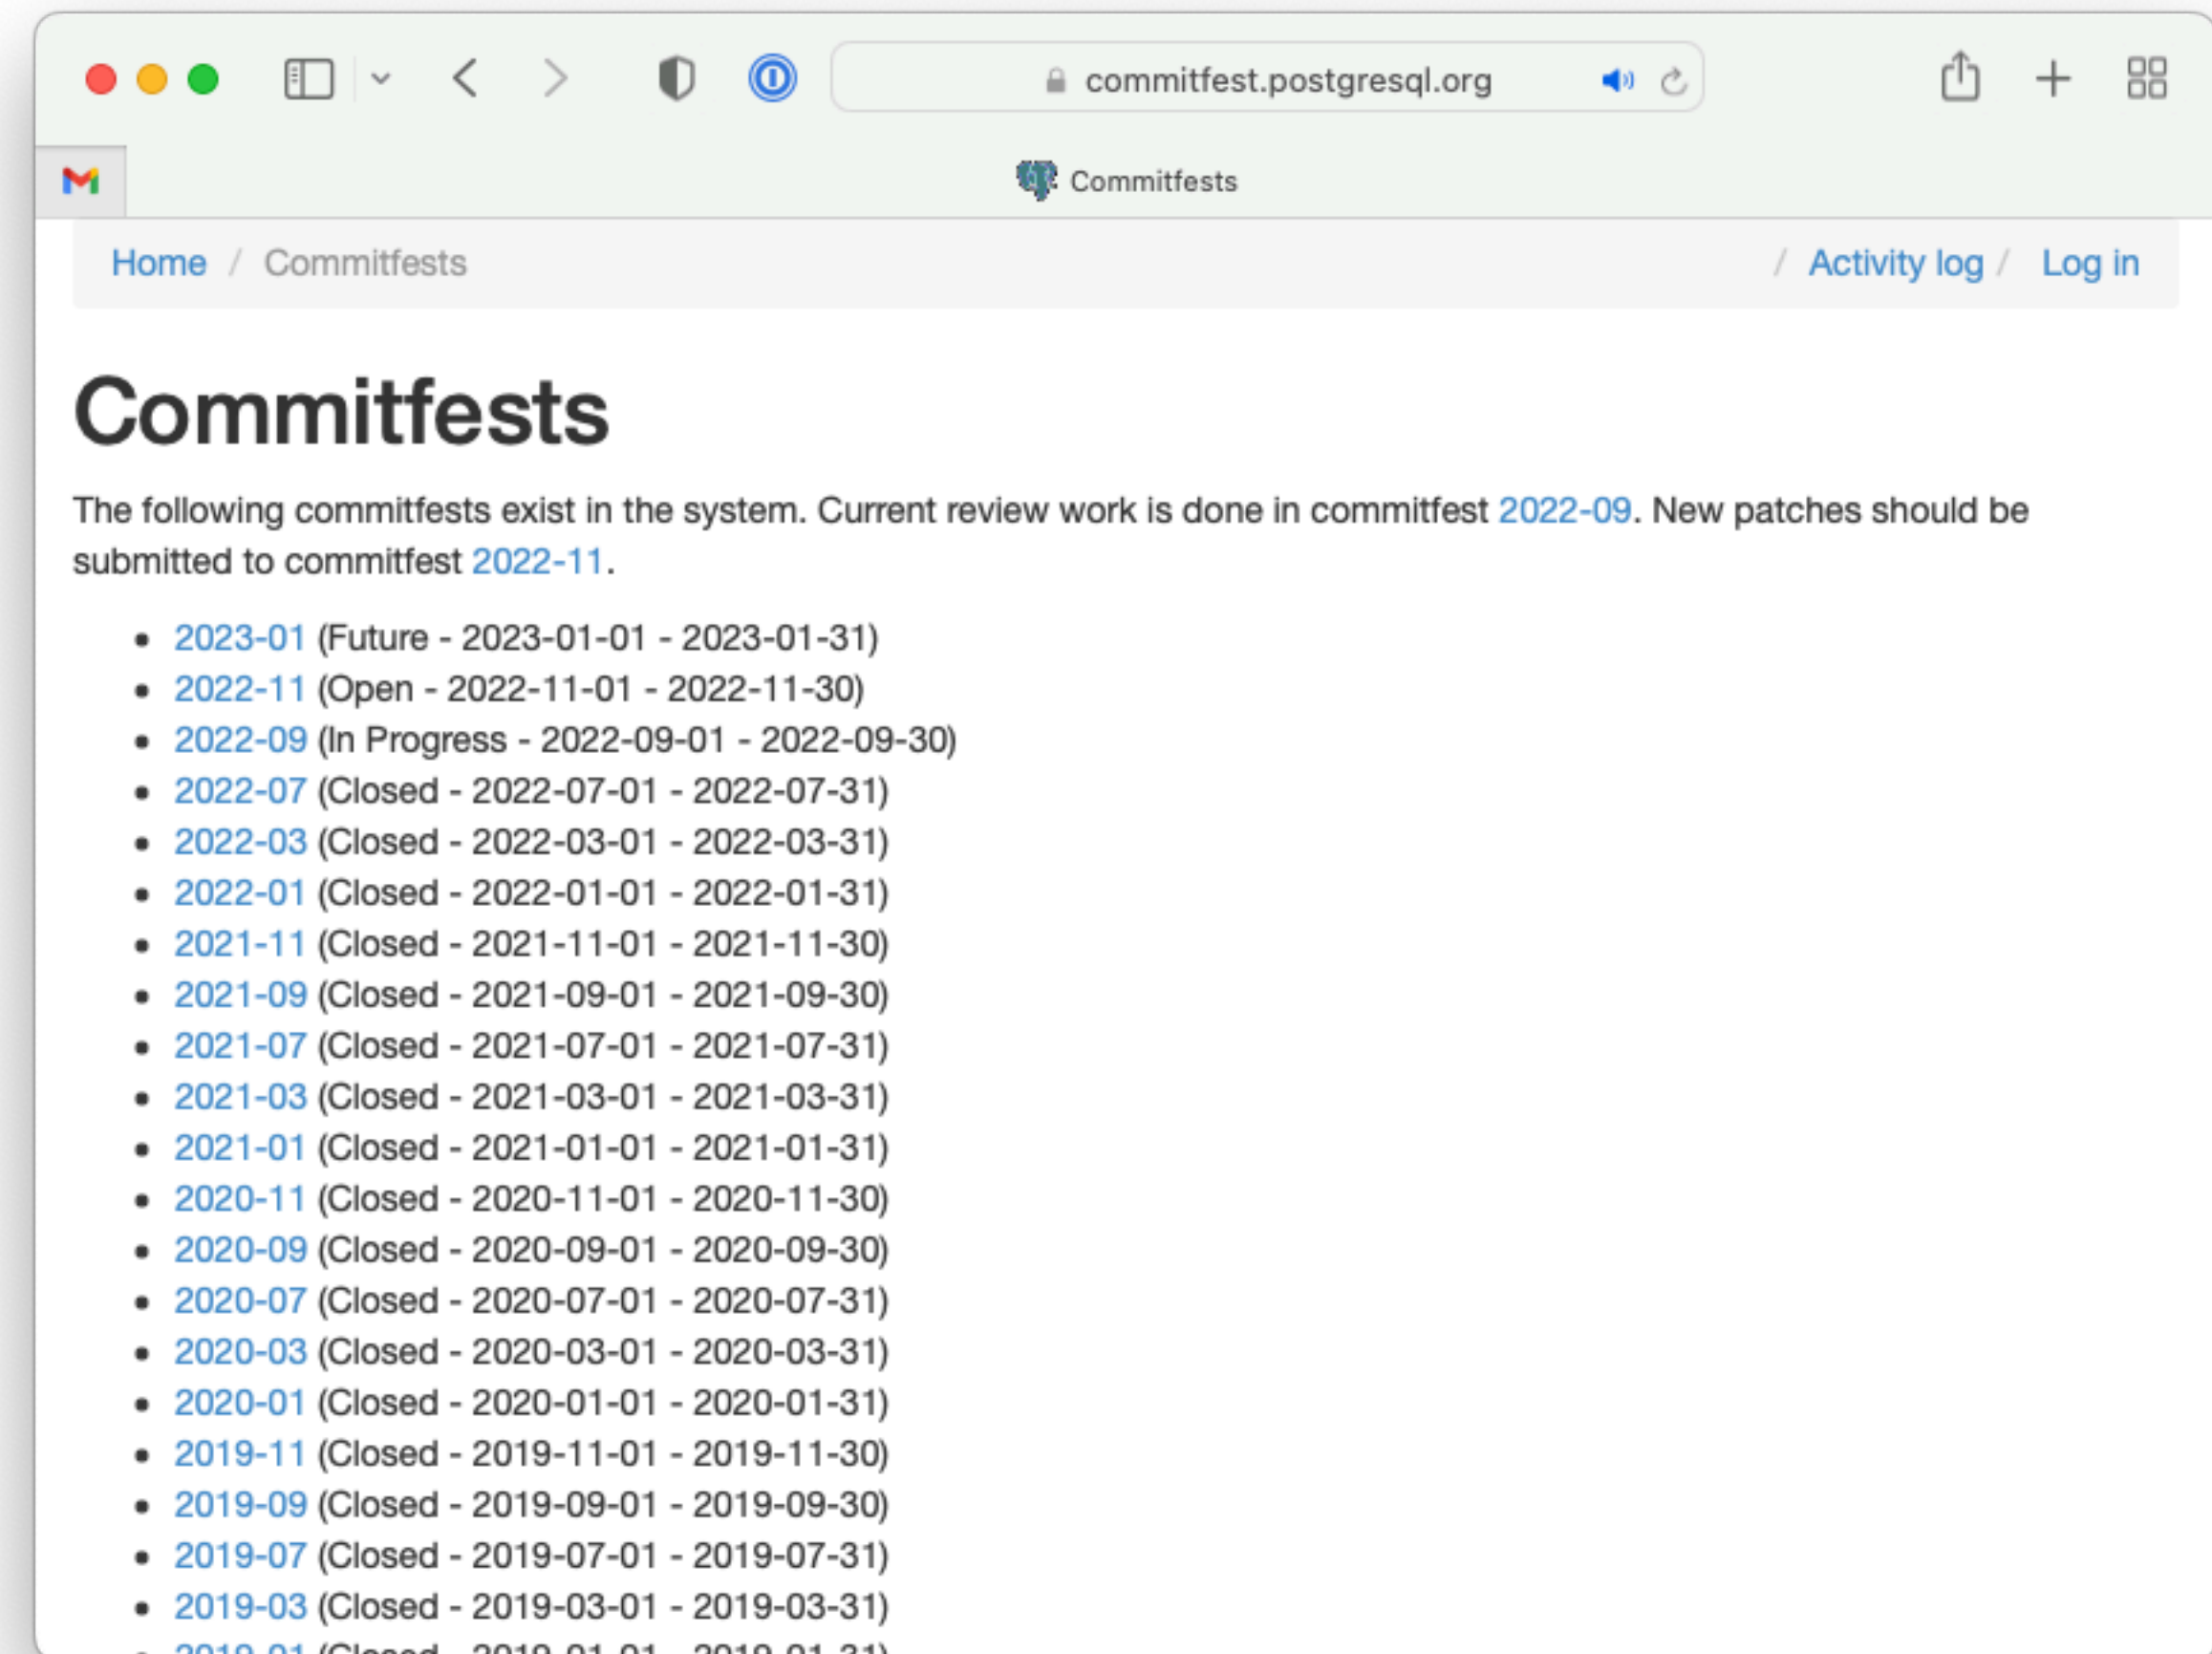 commitfest.postgresql.org
Commitfests
Home / Commitfests / Activity log / Log in
Commitfests
The following commitfests exist in the system. Current review work is done in commitfest 2022-09. New patches should be
submitted to commitfest 2022-11.
• 2023-01 (Future - 2023-01-01 - 2023-01-31)
• 2022-11 (Open - 2022-11-01 - 2022-11-30)
• 2022-09 (In Progress - 2022-09-01 - 2022-09-30)
• 2022-07 (Closed - 2022-07-01 - 2022-07-31)
• 2022-03 (Closed - 2022-03-01 - 2022-03-31)
• 2022-01 (Closed - 2022-01-01 - 2022-01-31)
• 2021-11 (Closed - 2021-11-01 - 2021-11-30)
• 2021-09 (Closed - 2021-09-01 - 2021-09-30)
• 2021-07 (Closed - 2021-07-01 - 2021-07-31)
• 2021-03 (Closed - 2021-03-01 - 2021-03-31)
• 2021-01 (Closed - 2021-01-01 - 2021-01-31)
• 2020-11 (Closed - 2020-11-01 - 2020-11-30)
• 2020-09 (Closed - 2020-09-01 - 2020-09-30)
• 2020-07 (Closed - 2020-07-01 - 2020-07-31)
• 2020-03 (Closed - 2020-03-01 - 2020-03-31)
• 2020-01 (Closed - 2020-01-01 - 2020-01-31)
• 2019-11 (Closed - 2019-11-01 - 2019-11-30)
• 2019-09 (Closed - 2019-09-01 - 2019-09-30)
• 2019-07 (Closed - 2019-07-01 - 2019-07-31)
• 2019-03 (Closed - 2019-03-01 - 2019-03-31)
• 2019-01 (Closed - 2019-01-01 - 2019-01-31)